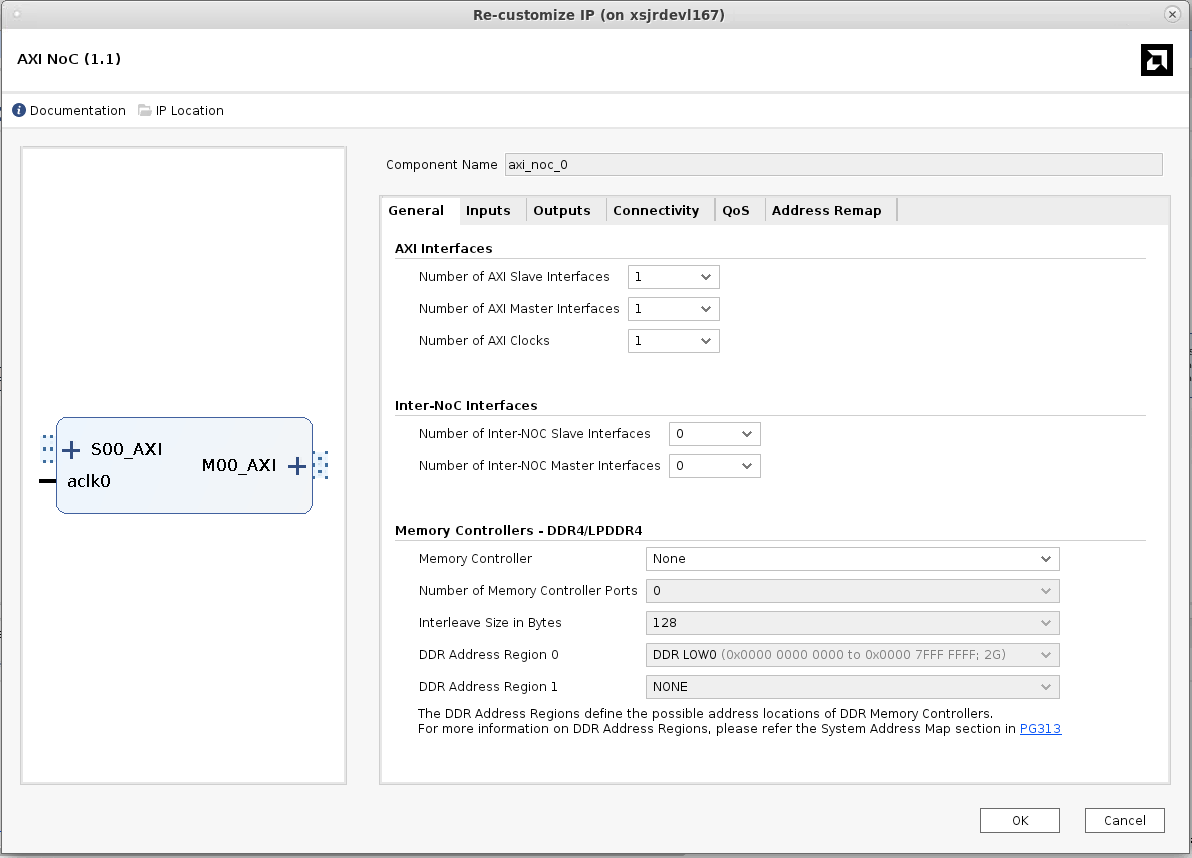 Re-customize IP (on xsjrdevl167)
AXI NoC (1.1)
Documentation IP Location
Component Name axi_noc_0
General Inputs Outputs Connectivity QoS Address Remap
AXI Interfaces
Number of AXI Slave Interfaces 1
Number of AXI Master Interfaces 1
Number of AXI Clocks 1
Inter-NoC Interfaces
Number of Inter-NOC Slave Interfaces 0
Number of Inter-NOC Master Interfaces 0
S00_AXI
M00_AXI
aclk0
Memory Controllers - DDR4/LPDDR4
Memory Controller None
Number of Memory Controller Ports 0
Interleave Size in Bytes 128
DDR Address Region 0 DDR LOW0 (0x0000 0000 0000 to 0x0000 7FFF FFFF; 2G)
DDR Address Region 1 NONE
The DDR Address Regions define the possible address locations of DDR Memory Controllers.
For more information on DDR Address Regions, please refer the System Address Map section in PG313
OK Cancel